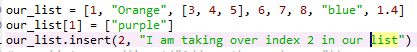 our_list = [1, "Orange", [3, 4, 5], 6, 7, 8, "blue", 1.4]
our_list[1] = ["purple"]
our_list.insert(2, "I am taking over index 2 in our list")